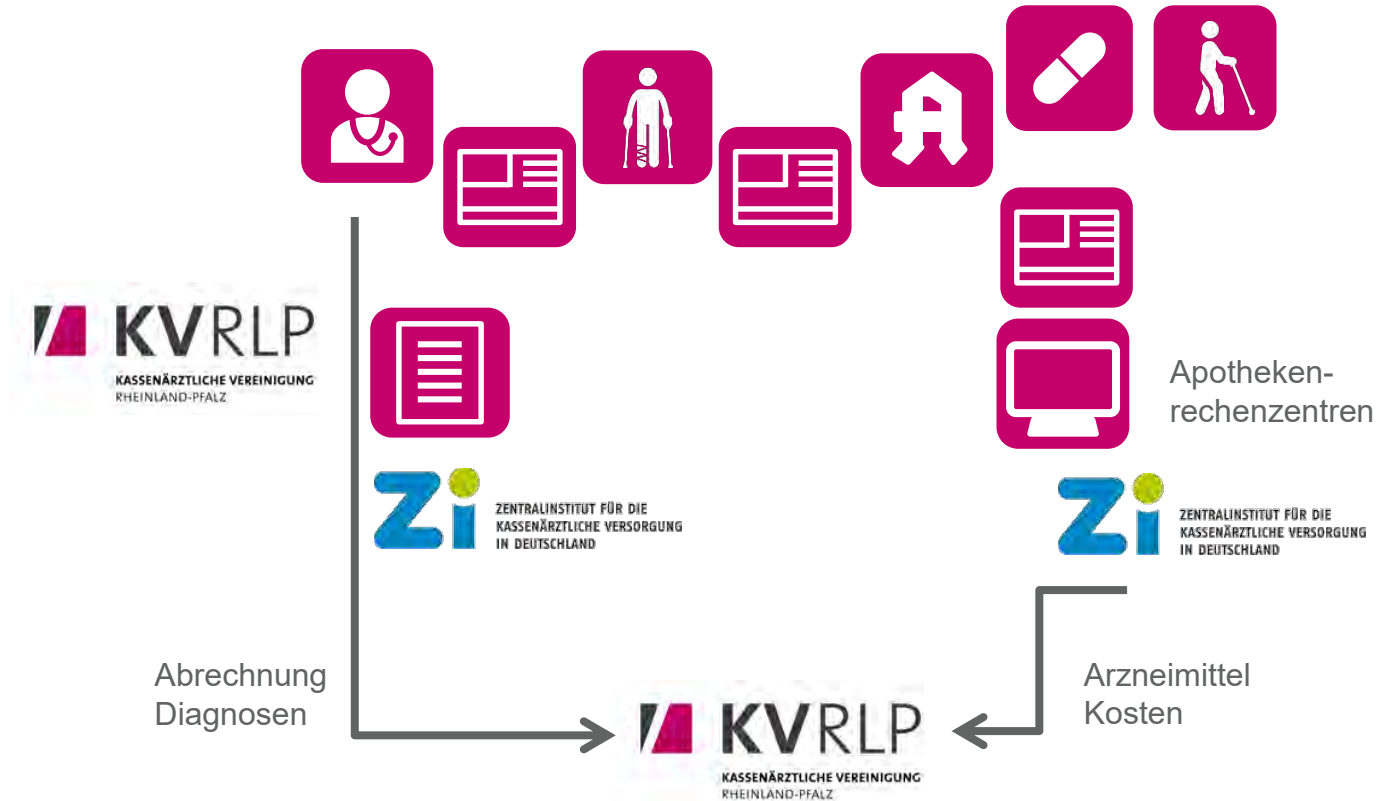 KVRLP
KASSENÄRZTLICHE VEREINIGUNG
RHEINLAND-PFALZ
A
Apotheken-
rechenzentren
Zi
ZENTRALINSTITUT FÜR DIE
KASSENÄRZTLICHE VERSORGUNG
IN DEUTSCHLAND
Zi
ZENTRALINSTITUT FÜR DIE
KASSENÄRZTLICHE VERSORGUNG
IN DEUTSCHLAND
Abrechnung
Diagnosen
Arzneimittel
Kosten
KVRLP
KASSENÄRZTLICHE VEREINIGUNG
RHEINLAND-PFALZ